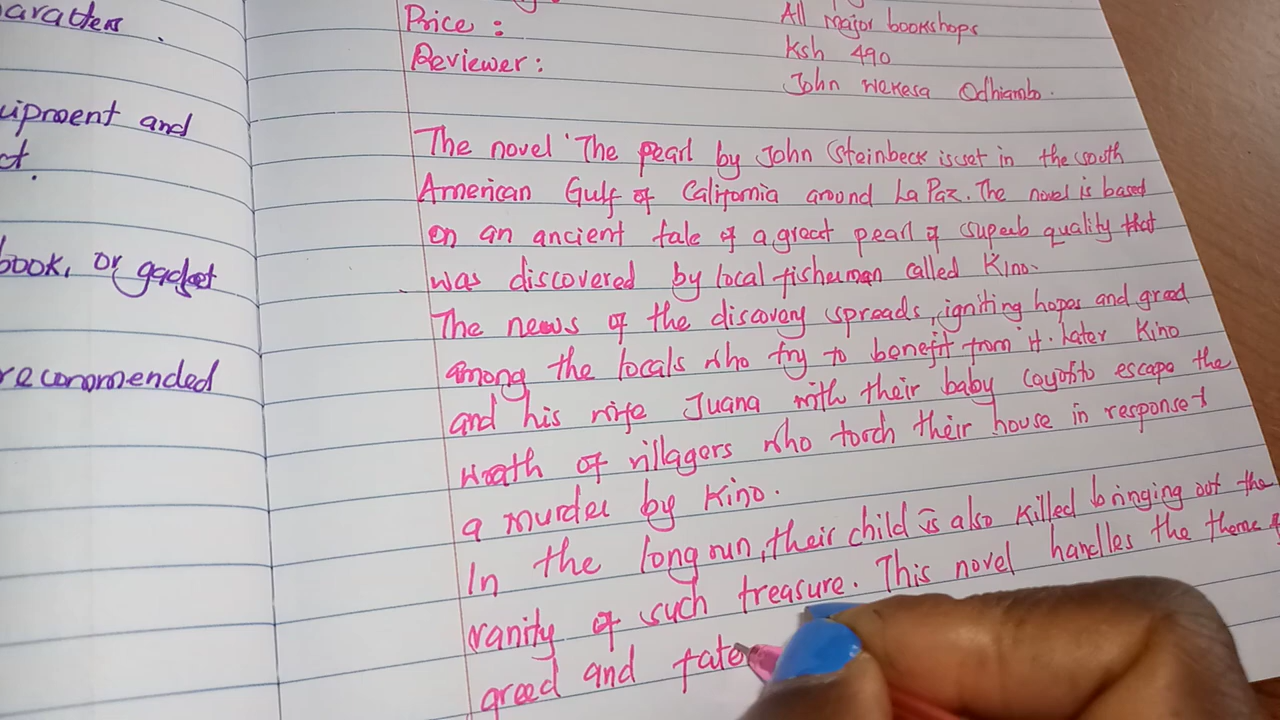 aracters .
uipment and
ct.
book, or gadget
recommended
All major bookshops
Price : Ksh 490
Reviewer: John Wekesa Odhiambo.
The novel 'The pearl by John Steinbeck is set in the south
American Gulf of California around La Paz. The novel is based
on an ancient tale of a great pearl of superb quality that
was discovered by local fisherman called Kino.
The news of the discovery spreads, igniting hopes and greed
among the locals who try to benefit from it. Later Kino
and his wife Juana with their baby to escape the
wrath of villagers who torch their house in response t
a murder by Kino.
In the long run, their child is also killed bringing out the
vanity of such treasure. This novel handles the theme of
greed and fate